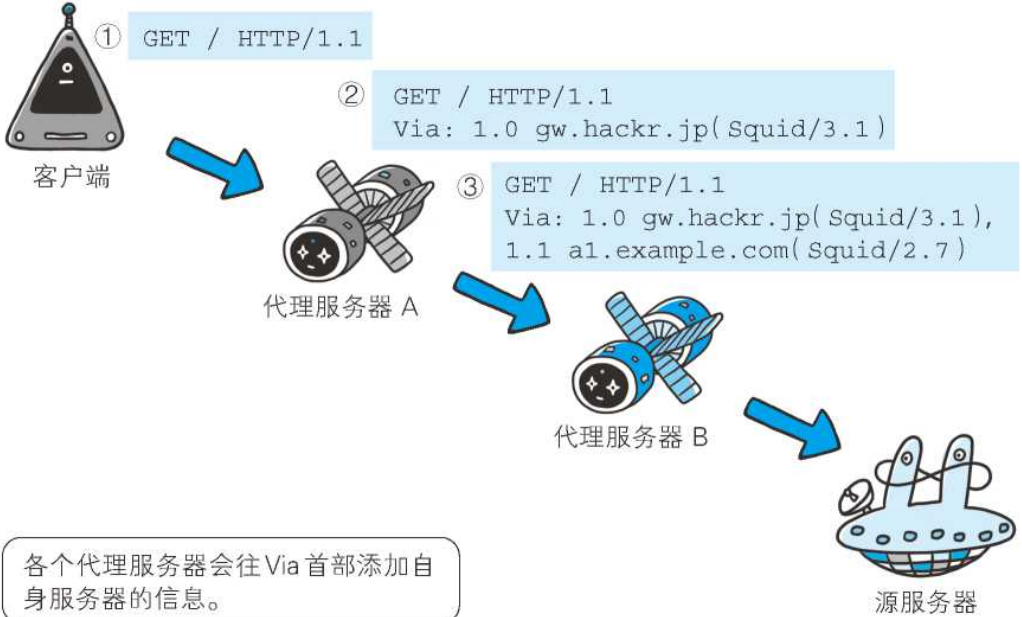 ① GET / HTTP/1.1
② GET / HTTP/1.1
Via: 1.0 gw.hackr.jp(Squid/3.1)
客户端
③ GET / HTTP/1.1
Via: 1.0 gw.hackr.jp(Squid/3.1),
1.1 a1.example.com(Squid/2.7)
代理服务器 A
代理服务器 B
各个代理服务器会往Via首部添加自
身服务器的信息。
源服务器